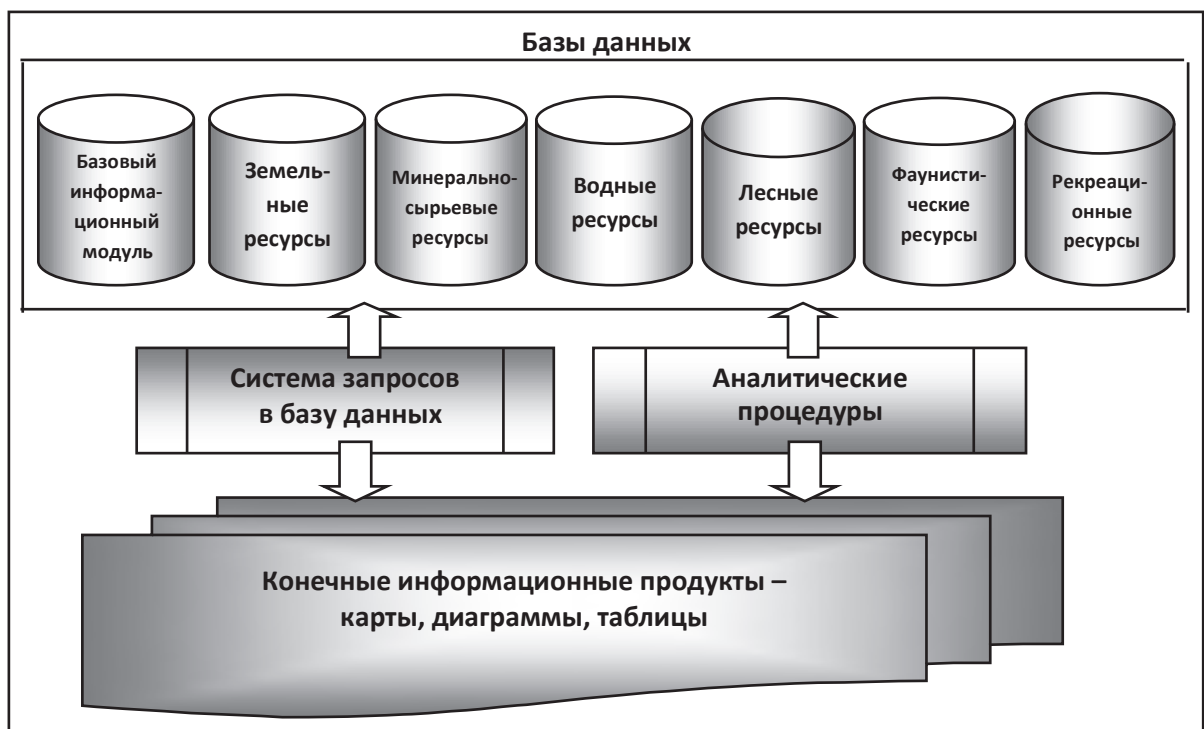 Базы данных
Базовый
информа-
ционный
модуль
Земель-
ные
ресурсы
Минерально-
сырьевые
ресурсы
Водные
ресурсы
Лесные
ресурсы
Фаунисти-
ческие
ресурсы
Рекреаци-
онные
ресурсы
Система запросов
в базу данных
Аналитические
процедуры
Конечные информационные продукты –
карты, диаграммы, таблицы